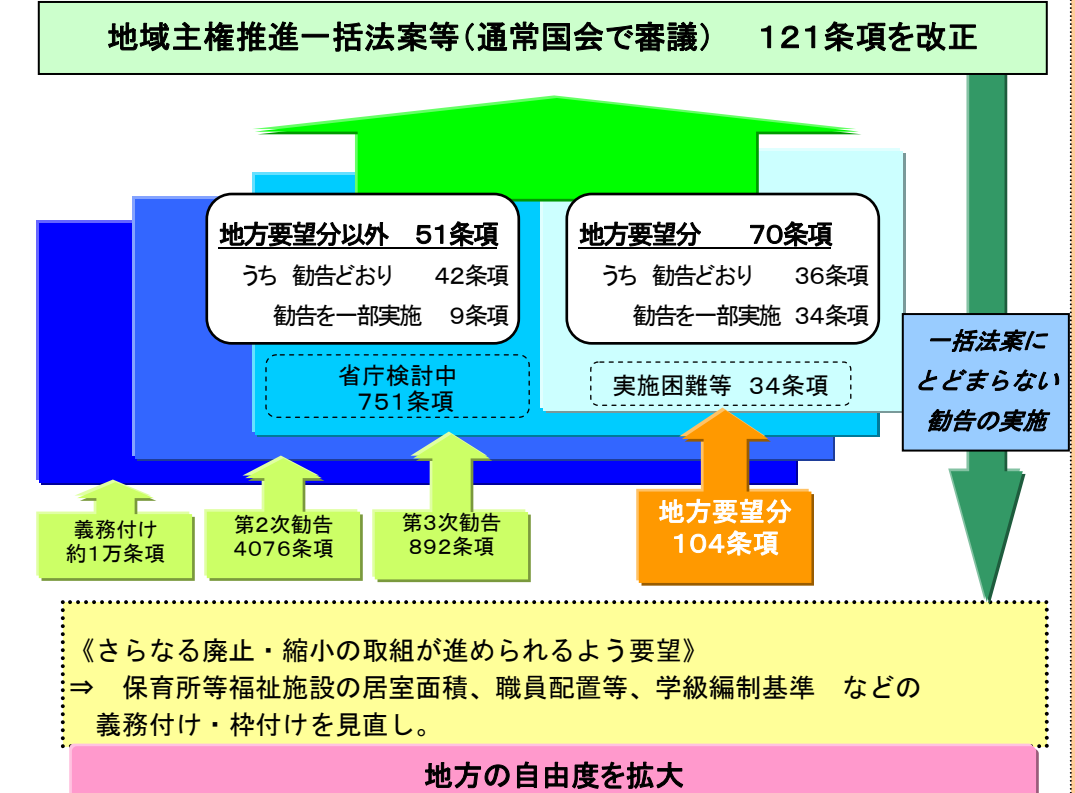 地域主権推進一括法案等(通常国会で審議) 121条項を改正
地方要望分以外 51条項
うち 勧告どおり 42条項
勧告を一部実施 9条項
地方要望分 70条項
うち 勧告どおり 36条項
勧告を一部実施 34条項
省庁検討中
751条項
実施困難等 34条項
一括法案に
とどまらない
勧告の実施
義務付け
約1万条項
第2次勧告
4076条項
第3次勧告
892条項
地方要望分
104条項
《さらなる廃止・縮小の取組が進められるよう要望》
⇒ 保育所等福祉施設の居室面積、職員配置等、学級編制基準 などの
義務付け・枠付けを見直し。
地方の自由度を拡大